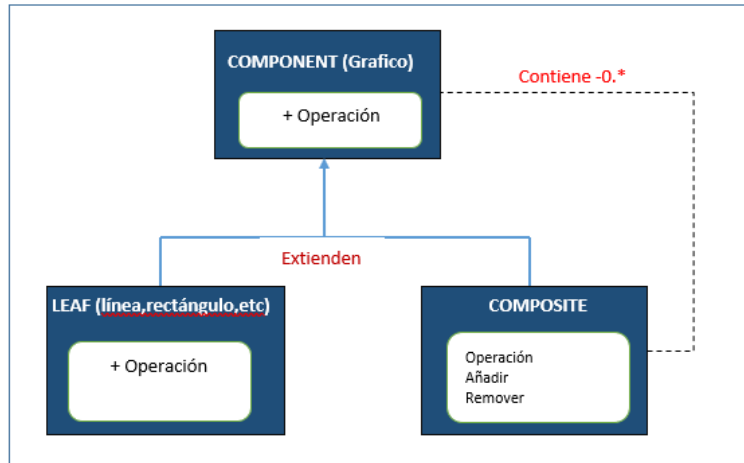 COMPONENT (Grafico)
+ Operación
Contiene -0.*
Extienden
LEAF (línea,rectángulo,etc)
+ Operación
COMPOSITE
Operación
Añadir
Remover